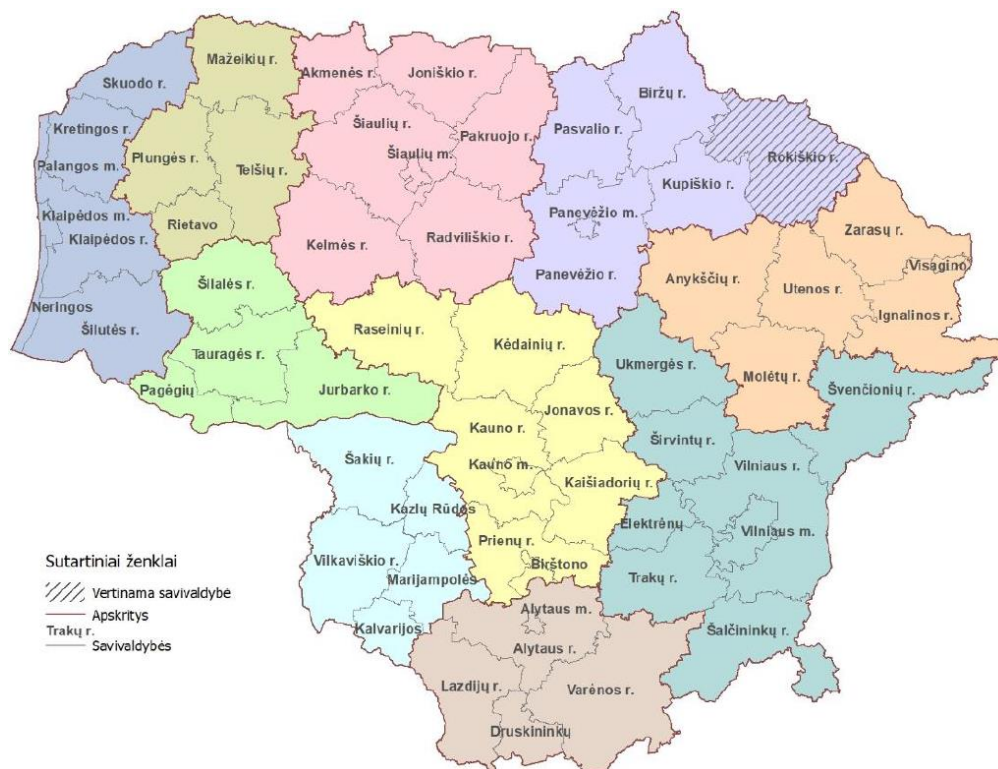 Mažeikių r.
Skuodo r.
Akmenės r.
Joniškio r.
Biržų r.
Kretingos r.
Šiaulių r.
Pakruojo r.
Pasvalio r.
Plungės r.
Šiaulių m.
Rokiškio r.
Palangos m.
Telšių r.
Kupiškio r.
Klaipėdos m.
Rietavo
Panevėžio m.
Klaipėdos r.
Kelmės r.
Radviliškio r.
Zarasų r.
Visagino
Panevėžio r.
Anykščių r.
Utenos r.
Šilalės r.
Neringos
Ignalinos r.
Šilutės r.
Raseinių r.
Kėdainių r.
Tauragės r.
Ukmergės r.
Molėtų r.
Švenčionių r.
Pagėgių
Jurbarko r.
Jonavos r.
Kauno r.
Širvintų r.
Šakių r.
Kauno m.
Vilniaus r.
Kaišiadorių r.
Kazlų Rūdos
Elektrėnų
Vilniaus m.
Prienų r.
Vilkaviškio r.
Birštono
Marijampolės
Trakų r.
Alytaus m.
Kalvarijos
Šalčininkų r.
Alytaus r.
Lazdijų r.
Varėnos r.
Druskininkų
Sutartiniai ženklai
Vertinama savivaldybė
Apskritys
Trakų r.
Savivaldybės